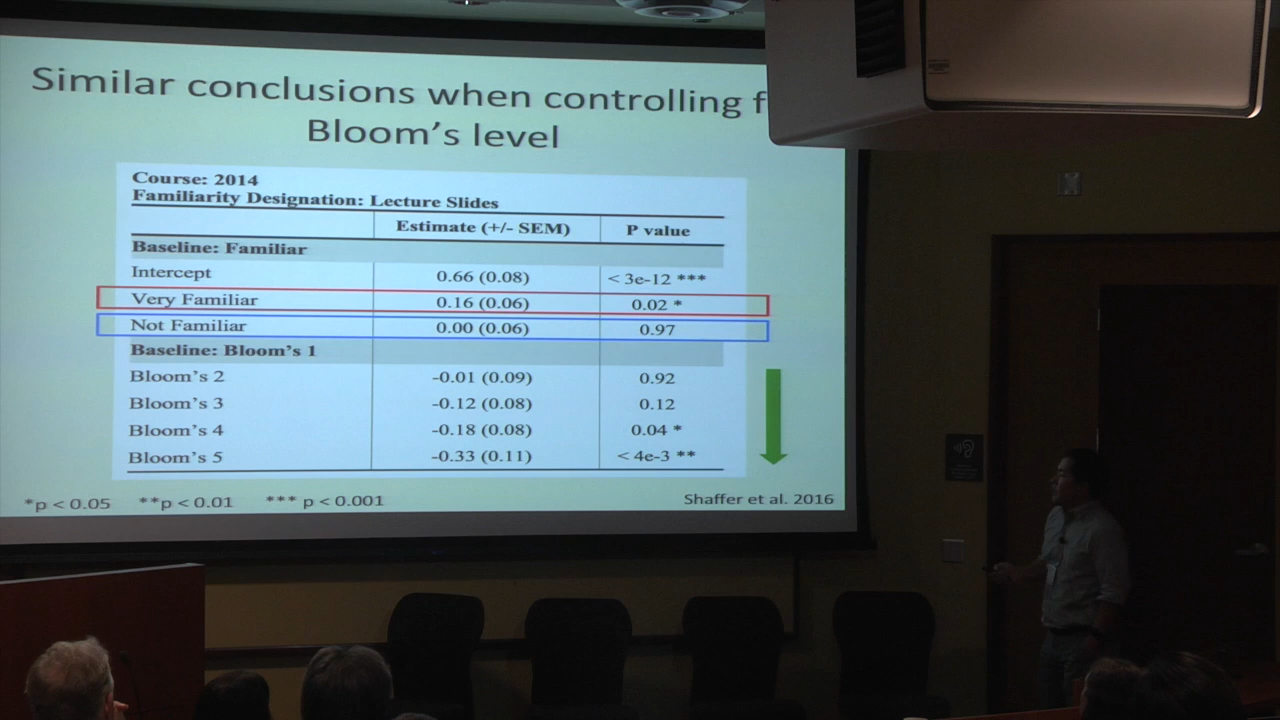 Similar conclusions when controlling f
Bloom's level
Course: 2014
Familiarity Designation: Lecture Slides
Estimate (+/- SEM) P value
Baseline: Familiar
Intercept 0.66 (0.08) < 3e-12 ***
Very Familiar 0.16 (0.06) 0.02 *
Not Familiar 0.00 (0.06) 0.97
Baseline: Bloom's 1
Bloom's 2 -0.01 (0.09) 0.92
Bloom's 3 -0.12 (0.08) 0.12
Bloom's 4 -0.18 (0.08) 0.04 *
Bloom's 5 -0.33 (0.11) < 4e-3 **
*p < 0.05 **p < 0.01 *** p < 0.001 Shaffer et al. 2016